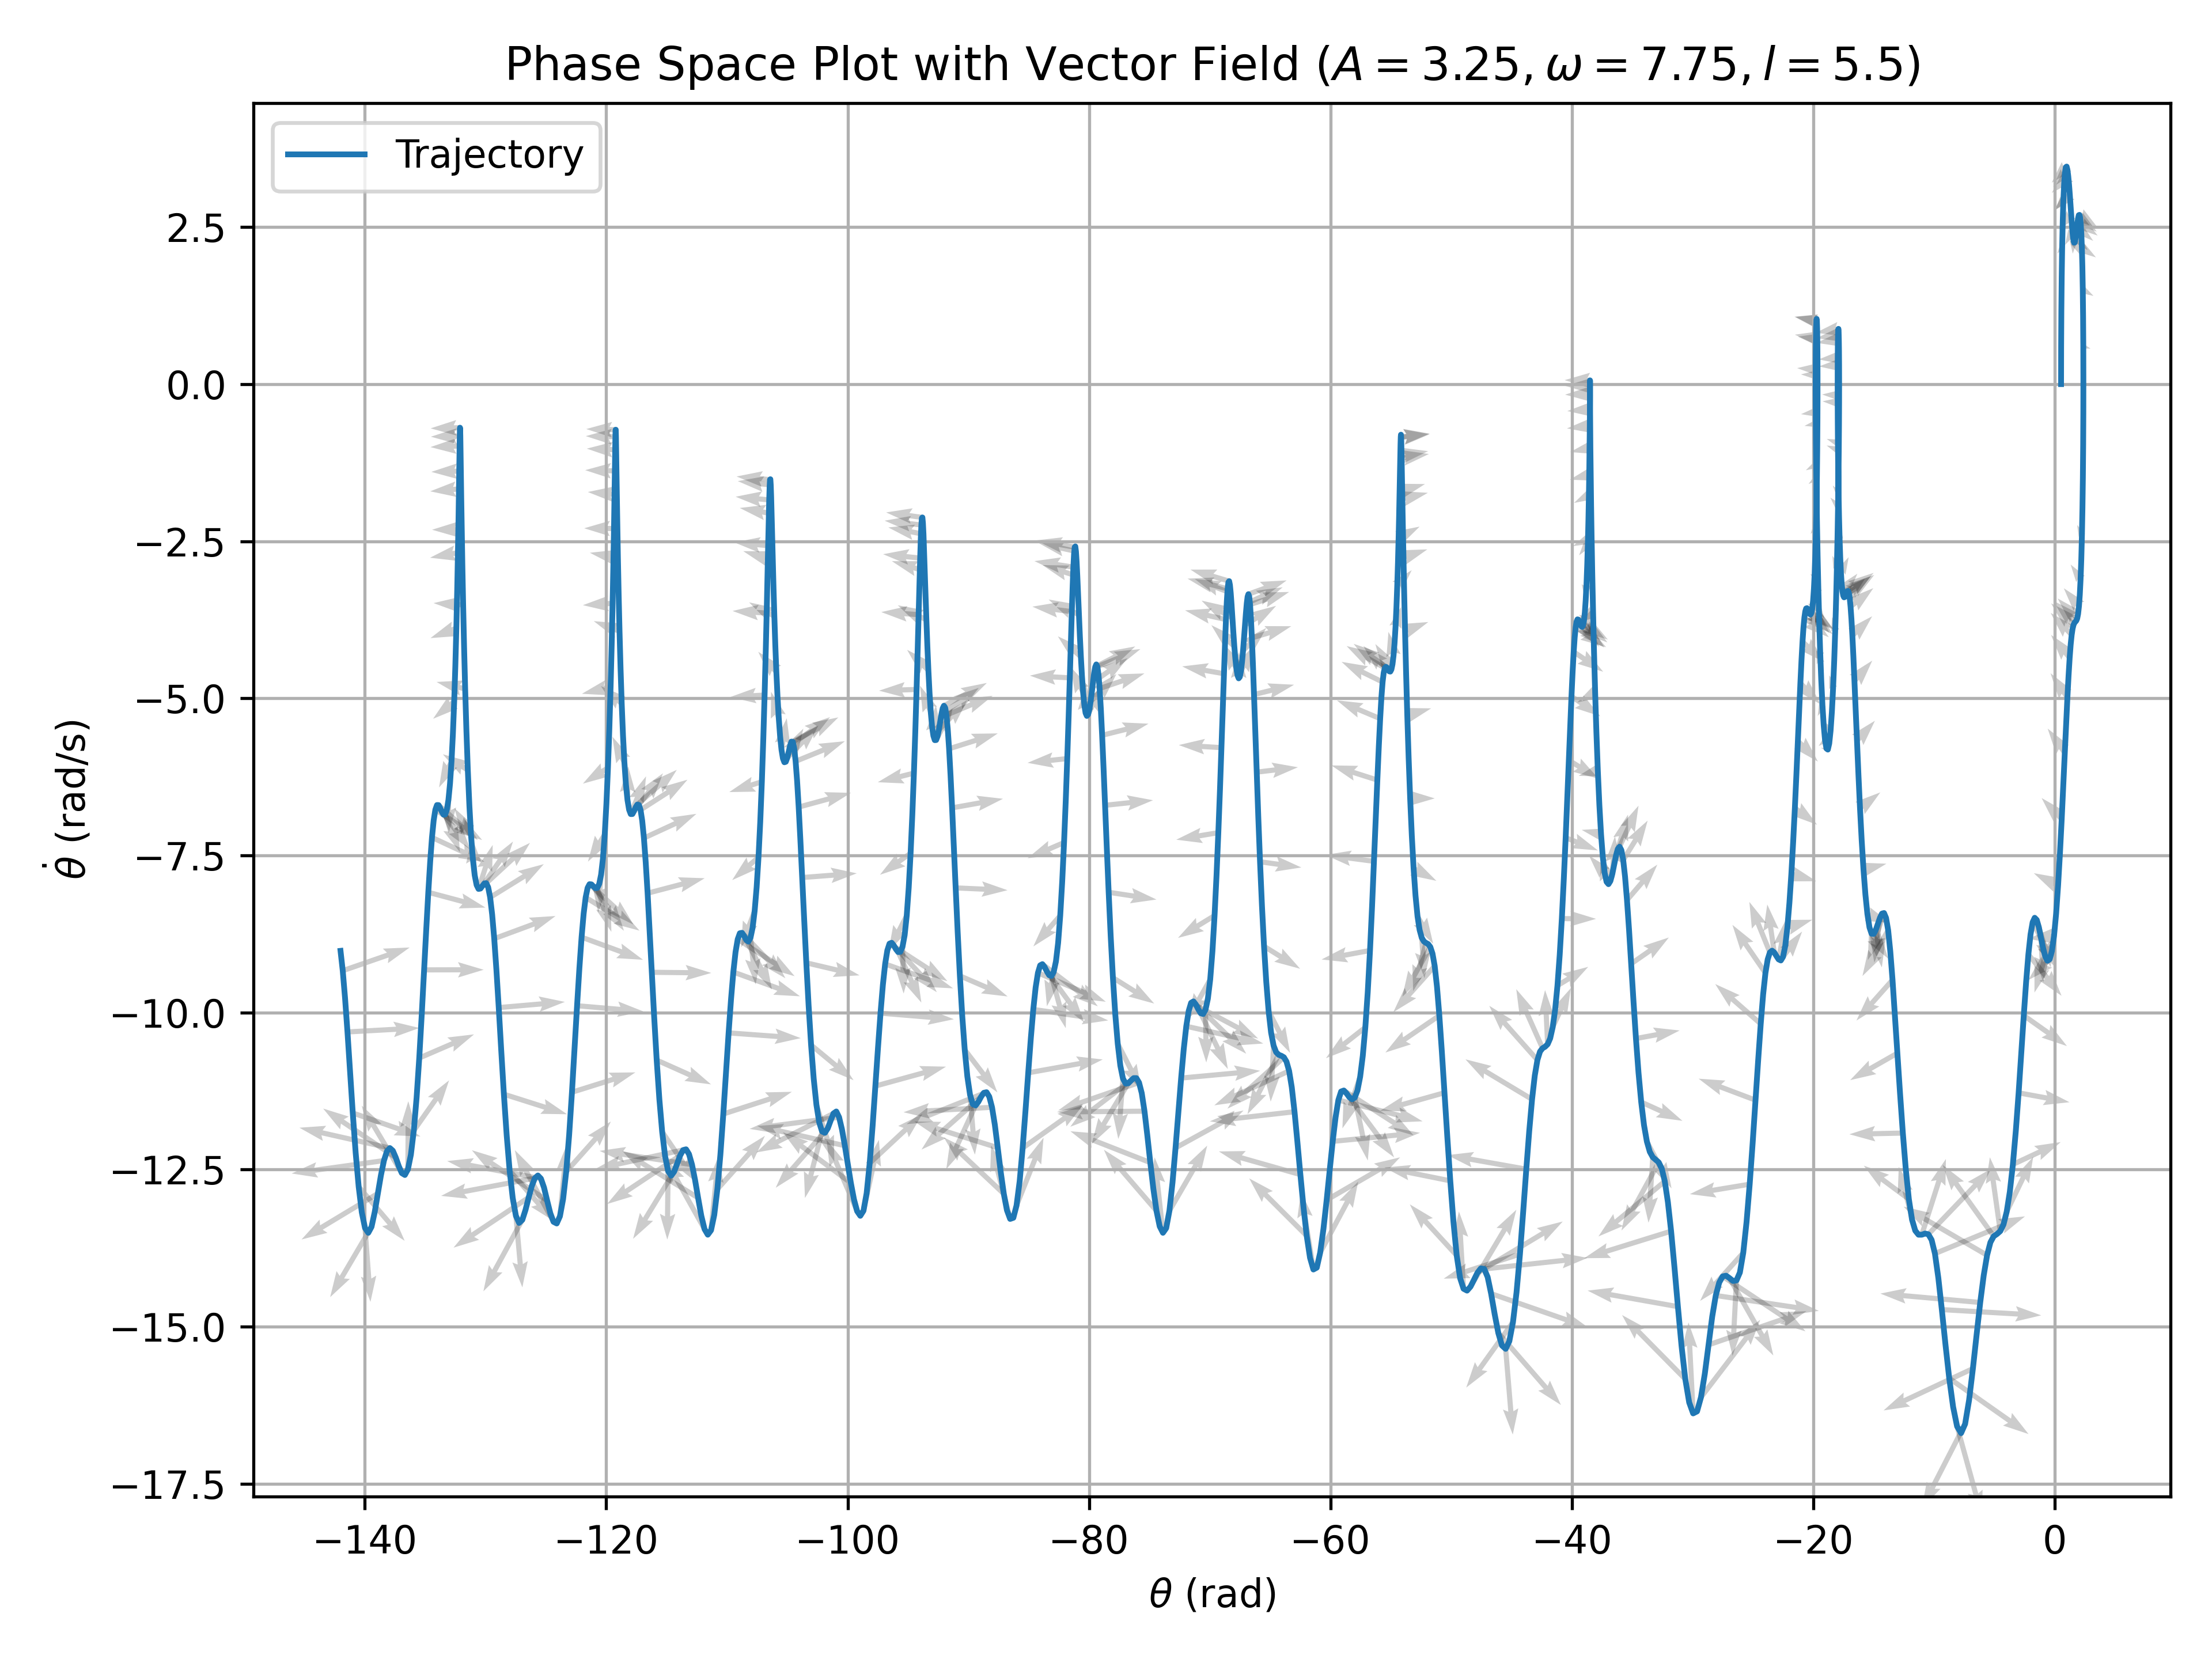 Phase Space Plot with Vector Field (A = 3.25, ω = 7.75, l = 5.5)
Trajectory
2.5
0.0
−2.5
−5.0
−7.5
−10.0
−12.5
−15.0
−17.5
θ̇ (rad/s)
−140 −120 −100 −80 −60 −40 −20 0
θ (rad)